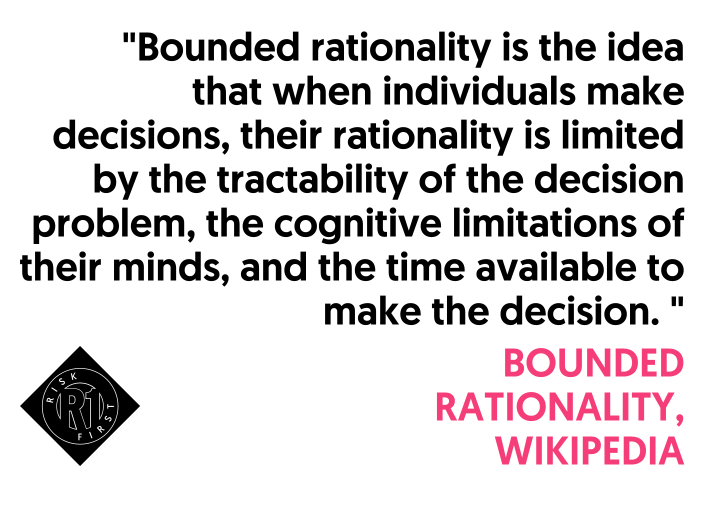 "Bounded rationality is the idea
that when individuals make
decisions, their rationality is limited
by the tractability of the decision
problem, the cognitive limitations of
their minds, and the time available to
make the decision. "
BOUNDED
RATIONALITY,
WIKIPEDIA
RISK
R1
FIRST